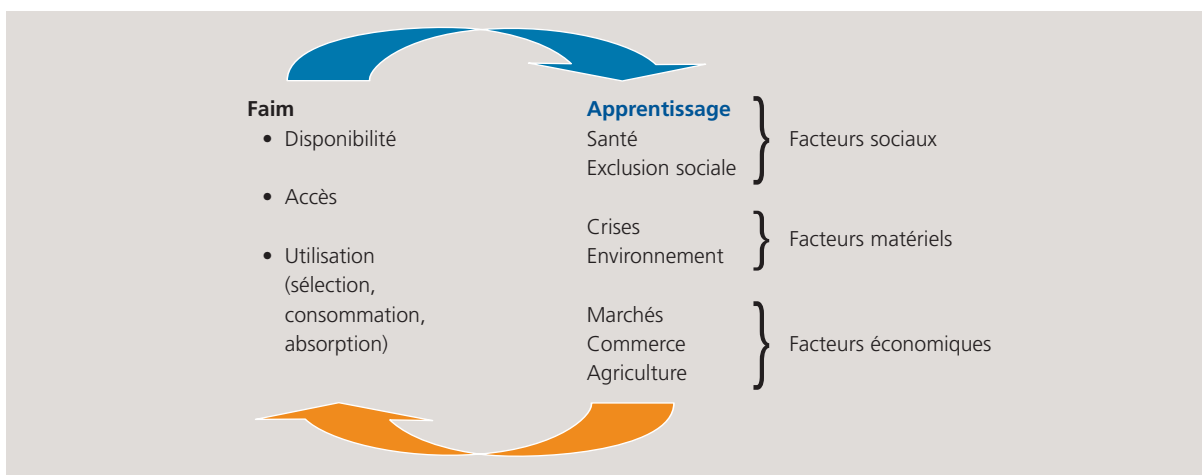 Faim
• Disponibilité
• Accès
• Utilisation
(sélection,
consommation,
absorption)
Apprentissage
Santé
Exclusion sociale
} Facteurs sociaux
Crises
Environnement
} Facteurs matériels
Marchés
Commerce
Agriculture
} Facteurs économiques